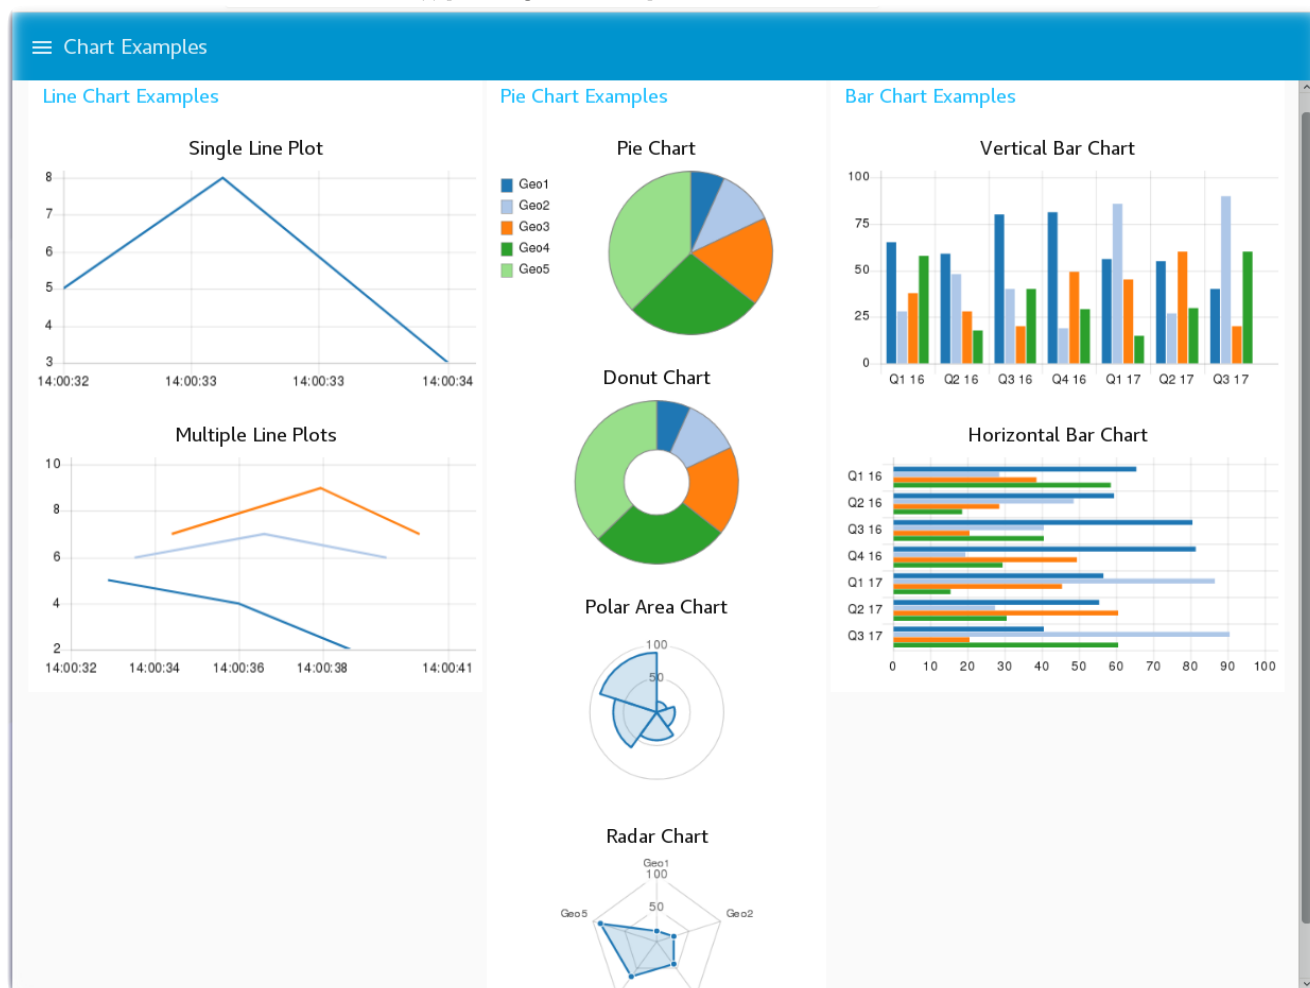 Chart Examples
Line Chart Examples
Single Line Plot
8
7
6
5
4
3
14:00:32 14:00:33 14:00:33 14:00:34
Multiple Line Plots
10
8
6
4
2
14:00:32 14:00:34 14:00:36 14:00:38 14:00:41
Pie Chart Examples
Pie Chart
Geo1
Geo2
Geo3
Geo4
Geo5
Donut Chart
Polar Area Chart
100
50
Radar Chart
Geo1
100
50
Geo5 Geo2
Bar Chart Examples
Vertical Bar Chart
100
75
50
25
0
Q1 16 Q2 16 Q3 16 Q4 16 Q1 17 Q2 17 Q3 17
Horizontal Bar Chart
Q1 16
Q2 16
Q3 16
Q4 16
Q1 17
Q2 17
Q3 17
0 10 20 30 40 50 60 70 80 90 100